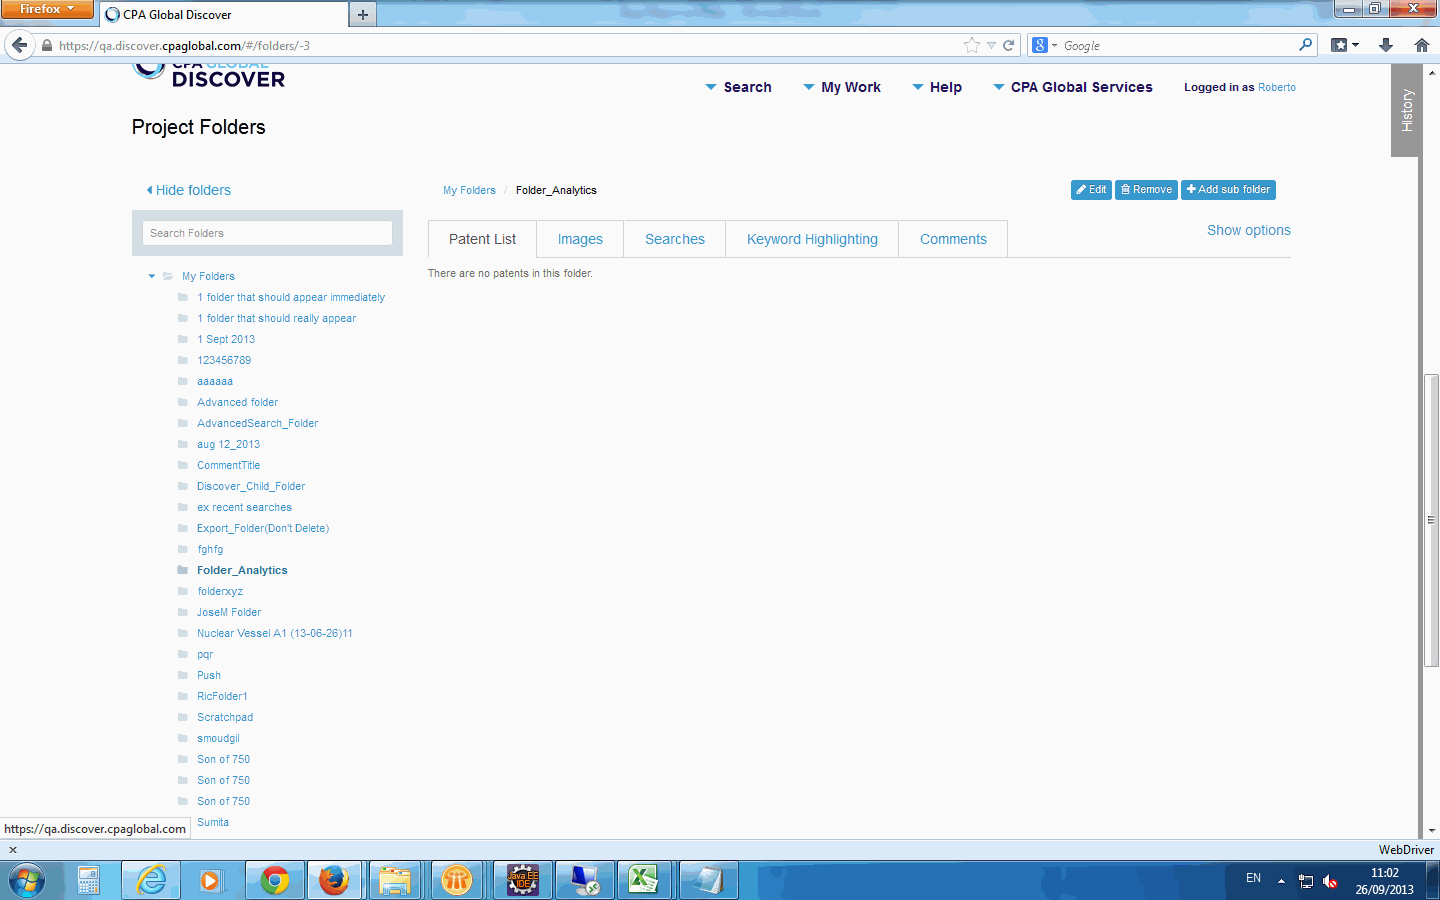 Firefox
CPA Global Discover
https://qa.discover.cpaglobal.com/#/folders/-3
Google
CPA GLOBAL
DISCOVER
Search
My Work
Help
CPA Global Services
Logged in as Roberto
History
Project Folders
Hide folders
My Folders / Folder_Analytics
Edit
Remove
Add sub folder
Search Folders
Patent List
Images
Searches
Keyword Highlighting
Comments
Show options
There are no patents in this folder.
My Folders
1 folder that should appear immediately
1 folder that should really appear
1 Sept 2013
123456789
aaaaaa
Advanced folder
AdvancedSearch_Folder
aug 12_2013
CommentTitle
Discover_Child_Folder
ex recent searches
Export_Folder(Don't Delete)
fghfg
Folder_Analytics
folderxyz
JoseM Folder
Nuclear Vessel A1 (13-06-26)11
pqr
Push
RicFolder1
Scratchpad
smoudgil
Son of 750
Son of 750
Son of 750
Sumita
https://qa.discover.cpaglobal.com
x
WebDriver
Java EE
IDE
EN
11:02
26/09/2013